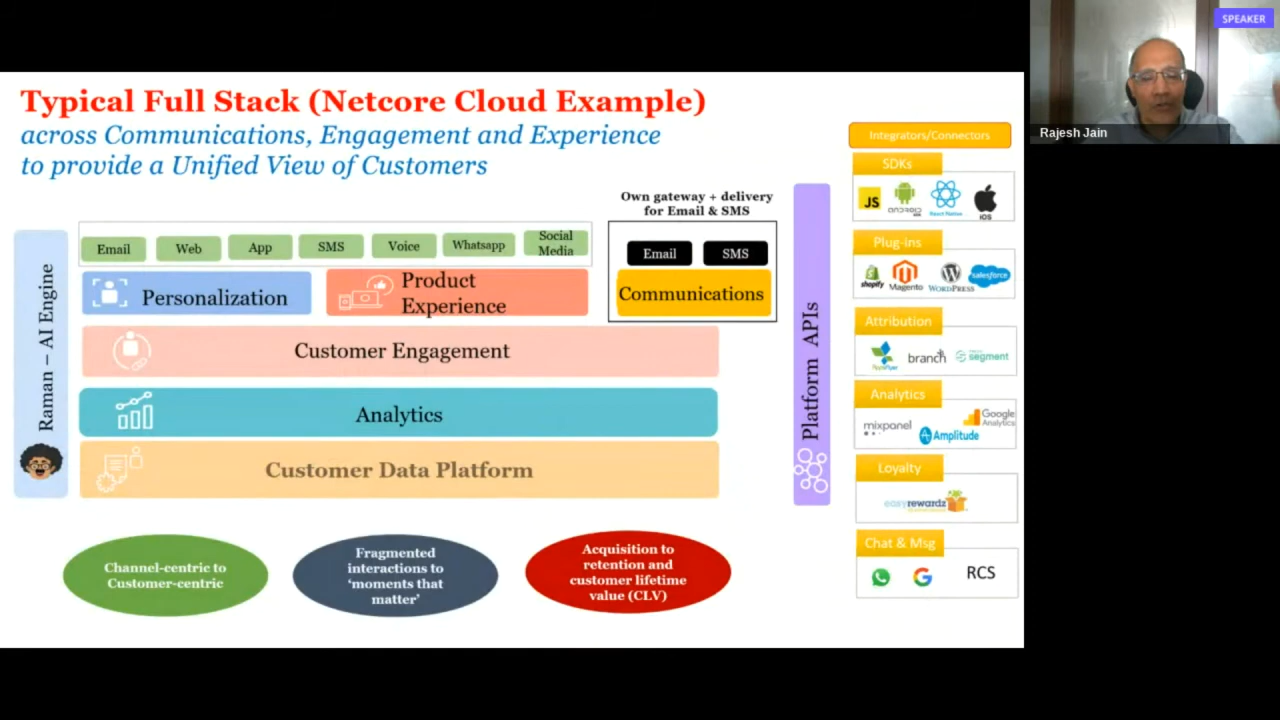 SPEAKER
Rajesh Jain
Typical Full Stack (Netcore Cloud Example)
across Communications, Engagement and Experience
to provide a Unified View of Customers
Raman – AI Engine
Email
Web
App
SMS
Voice
Whatsapp
Social
Media
Personalization
Product
Experience
Own gateway + delivery
for Email & SMS
Email
SMS
Communications
Customer Engagement
Analytics
Customer Data Platform
Channel-centric to
Customer-centric
Fragmented
interactions to
‘moments that
matter’
Acquisition to
retention and
customer lifetime
value (CLV)
Platform APIs
Integrators/Connectors
SDKs
JS
ANDROID
React Native
iOS
Plug-ins
shopify
Magento
WORDPRESS
salesforce
Attribution
AppsFlyer
branch
segment
Analytics
mixpanel
Amplitude
Google
Analytics
Loyalty
easyrewardz
Chat & Msg
G
RCS